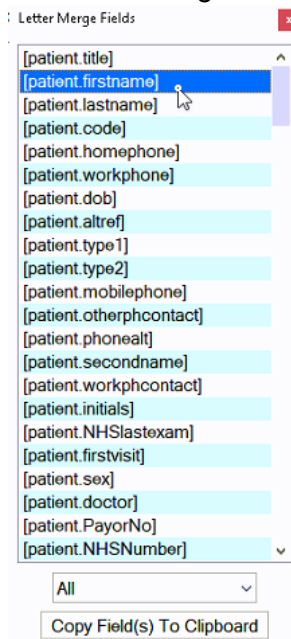 Letter Merge Fields
[patient.title]
[patient.firstname]
[patient.lastname]
[patient.code]
[patient.homephone]
[patient.workphone]
[patient.dob]
[patient.altref]
[patient.type1]
[patient.type2]
[patient.mobilephone]
[patient.otherphcontact]
[patient.phonealt]
[patient.secondname]
[patient.workphcontact]
[patient.initials]
[patient.NHSlastexam]
[patient.firstvisit]
[patient.sex]
[patient.doctor]
[patient.PayorNo]
[patient.NHSNumber]
All
Copy Field(s) To Clipboard